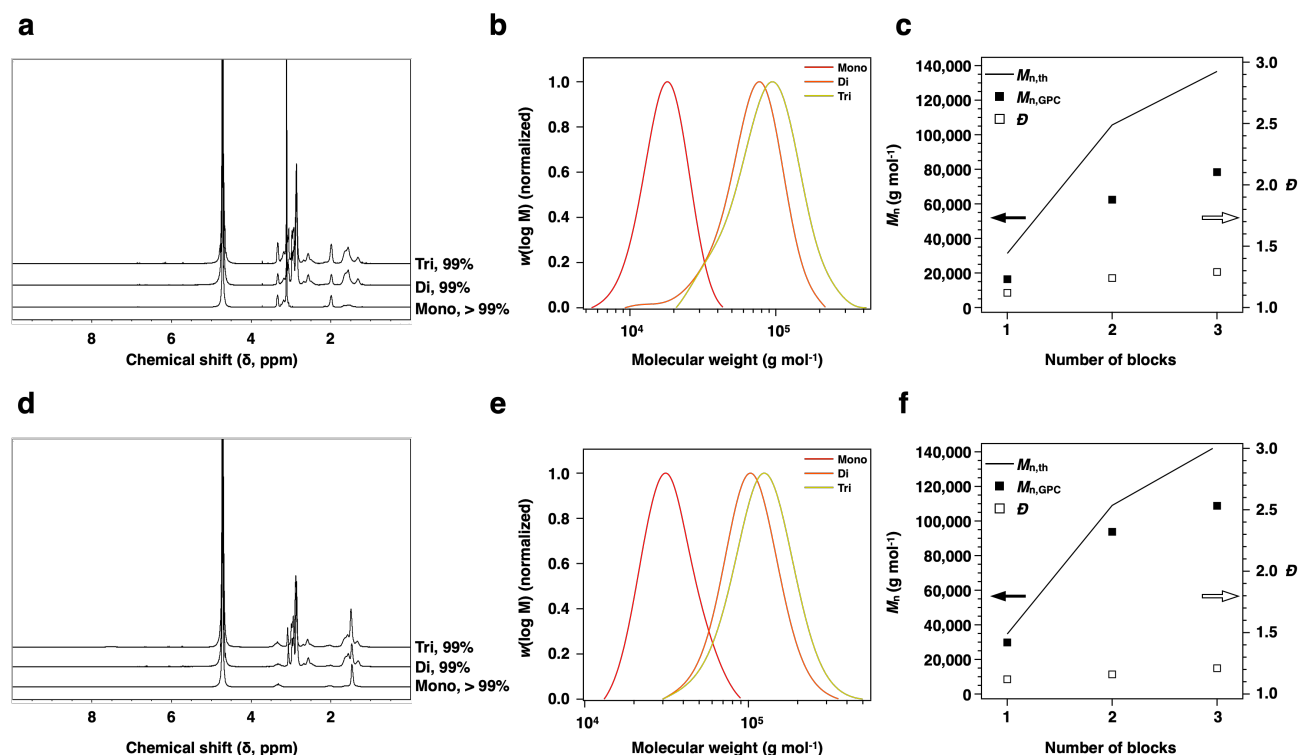 a
Tri, 99%
Di, 99%
Mono, > 99%
8 6 4 2
Chemical shift (δ, ppm)
b
w(log M) (normalized)
1.0
0.8
0.6
0.4
0.2
0.0
Mono
Di
Tri
10⁴ 10⁵
Molecular weight (g mol⁻¹)
c
Mₙ (g mol⁻¹)
140,000
120,000
100,000
80,000
60,000
40,000
20,000
0
Mn,th
Mn,GPC
Đ
3.0
2.5
2.0
1.5
1.0
Đ
1 2 3
Number of blocks
d
Tri, 99%
Di, 99%
Mono, > 99%
8 6 4 2
Chemical shift (δ, ppm)
e
w(log M) (normalized)
1.0
0.8
0.6
0.4
0.2
0.0
Mono
Di
Tri
10⁴ 10⁵
Molecular weight (g mol⁻¹)
f
Mₙ (g mol⁻¹)
140,000
120,000
100,000
80,000
60,000
40,000
20,000
0
Mn,th
Mn,GPC
Đ
3.0
2.5
2.0
1.5
1.0
Đ
1 2 3
Number of blocks